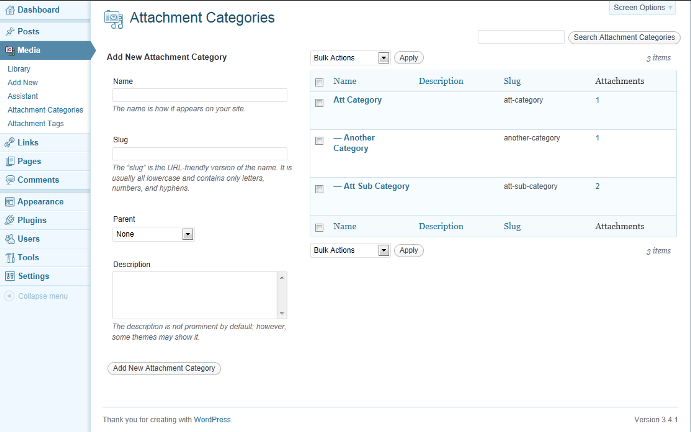 Screen Options
Dashboard
Posts
Media
Library
Add New
Assistant
Attachment Categories
Attachment Tags
Links
Pages
Comments
Appearance
Plugins
Users
Tools
Settings
Collapse menu
Attachment Categories
Search Attachment Categories
Add New Attachment Category
Name
The name is how it appears on your site.
Slug
The “slug” is the URL-friendly version of the name. It is
usually all lowercase and contains only letters,
numbers, and hyphens.
Parent
None
Description
The description is not prominent by default; however,
some themes may show it.
Add New Attachment Category
Bulk Actions Apply 3 items
Name Description Slug Attachments
Att Category att-category 1
— Another another-category 1
Category
— Att Sub Category att-sub-category 2
Name Description Slug Attachments
Bulk Actions Apply 3 items
Thank you for creating with WordPress. Version 3.4.1